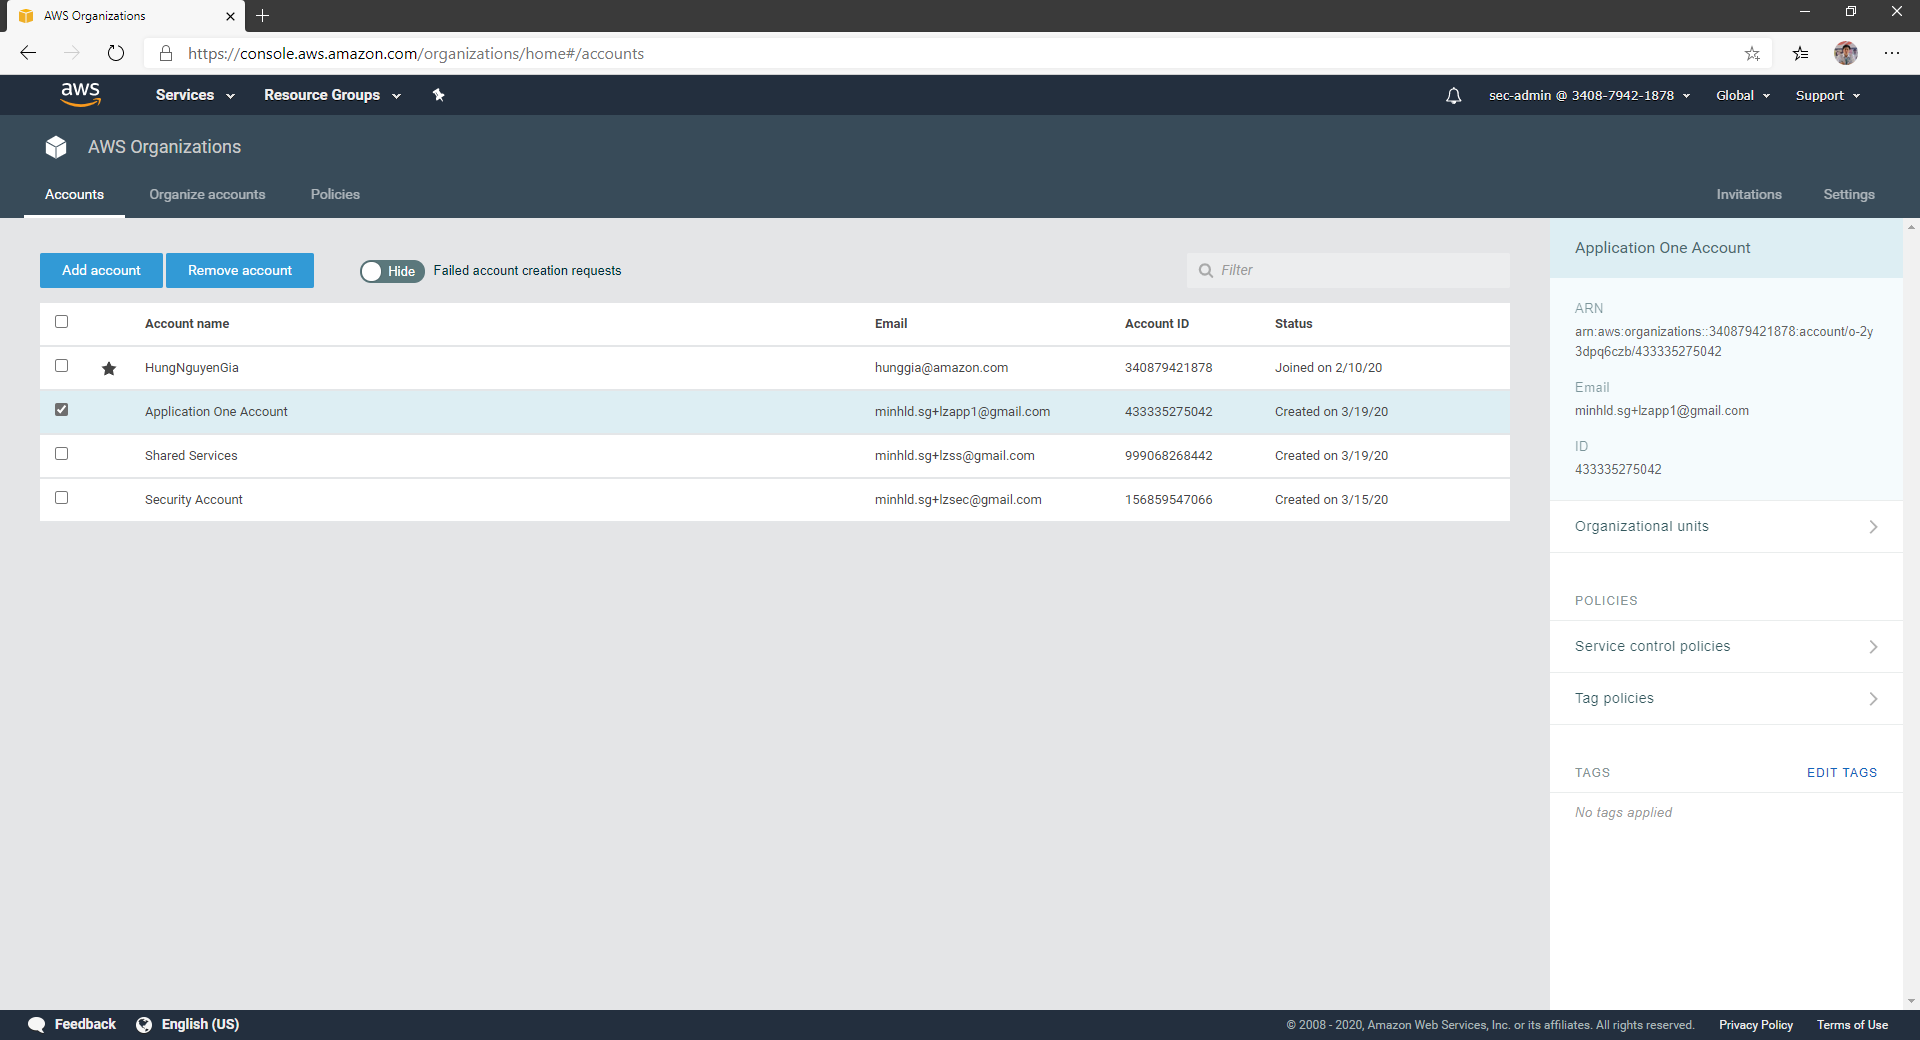 AWS Organizations
https://console.aws.amazon.com/organizations/home#/accounts
aws Services Resource Groups sec-admin @ 3408-7942-1878 Global Support
AWS Organizations
Accounts Organize accounts Policies Invitations Settings
Add account Remove account Hide Failed account creation requests Filter
Account name Email Account ID Status
HungNguyenGia hunggia@amazon.com 340879421878 Joined on 2/10/20
Application One Account minhld.sg+lzapp1@gmail.com 433335275042 Created on 3/19/20
Shared Services minhld.sg+lzss@gmail.com 999068268442 Created on 3/19/20
Security Account minhld.sg+lzsec@gmail.com 156859547066 Created on 3/15/20
Application One Account
ARN
arn:aws:organizations::340879421878:account/o-2y
3dpq6czb/433335275042
Email
minhld.sg+lzapp1@gmail.com
ID
433335275042
Organizational units
POLICIES
Service control policies
Tag policies
TAGS EDIT TAGS
No tags applied
Feedback English (US) © 2008 - 2020, Amazon Web Services, Inc. or its affiliates. All rights reserved. Privacy Policy Terms of Use